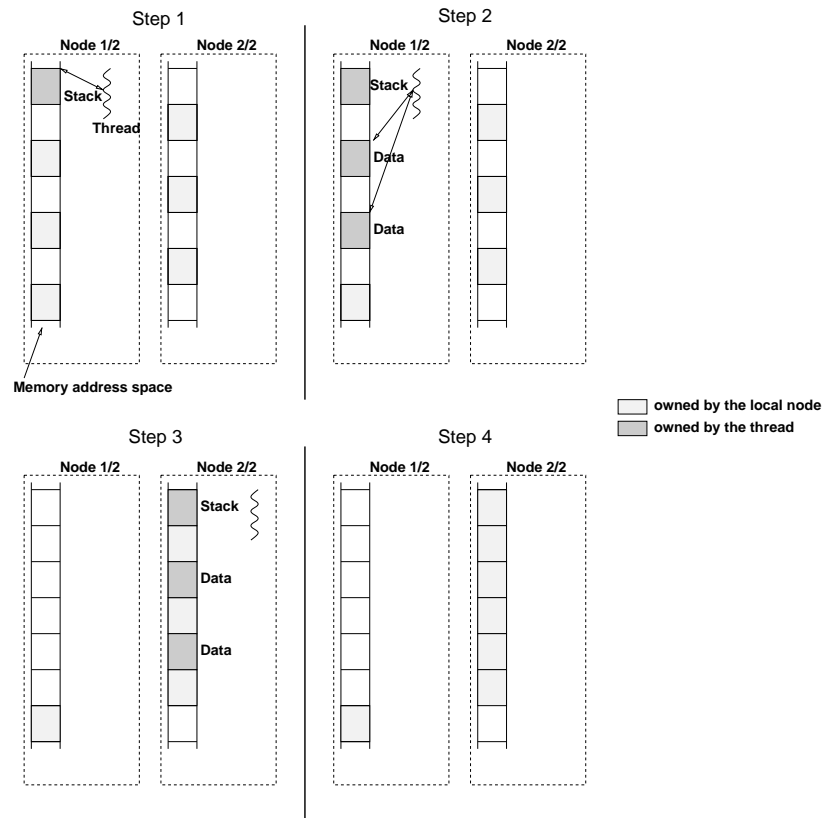 Step 1
Node 1/2
Node 2/2
Stack
Thread
Memory address space
Step 2
Node 1/2
Node 2/2
Stack
Data
Data
owned by the local node
owned by the thread
Step 3
Node 1/2
Node 2/2
Stack
Data
Data
Step 4
Node 1/2
Node 2/2